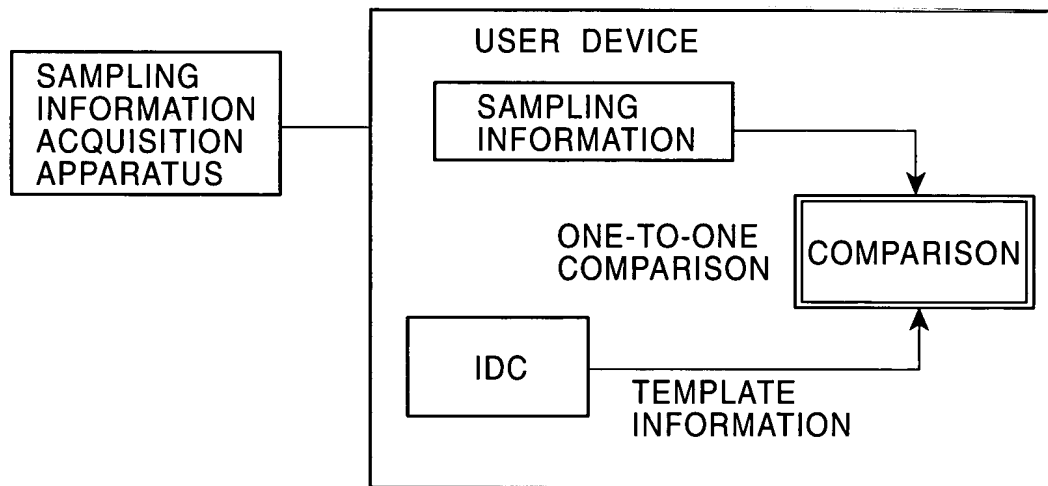 USER DEVICE
SAMPLING
INFORMATION
ACQUISITION
APPARATUS
SAMPLING
INFORMATION
ONE-TO-ONE
COMPARISON
COMPARISON
IDC
TEMPLATE
INFORMATION